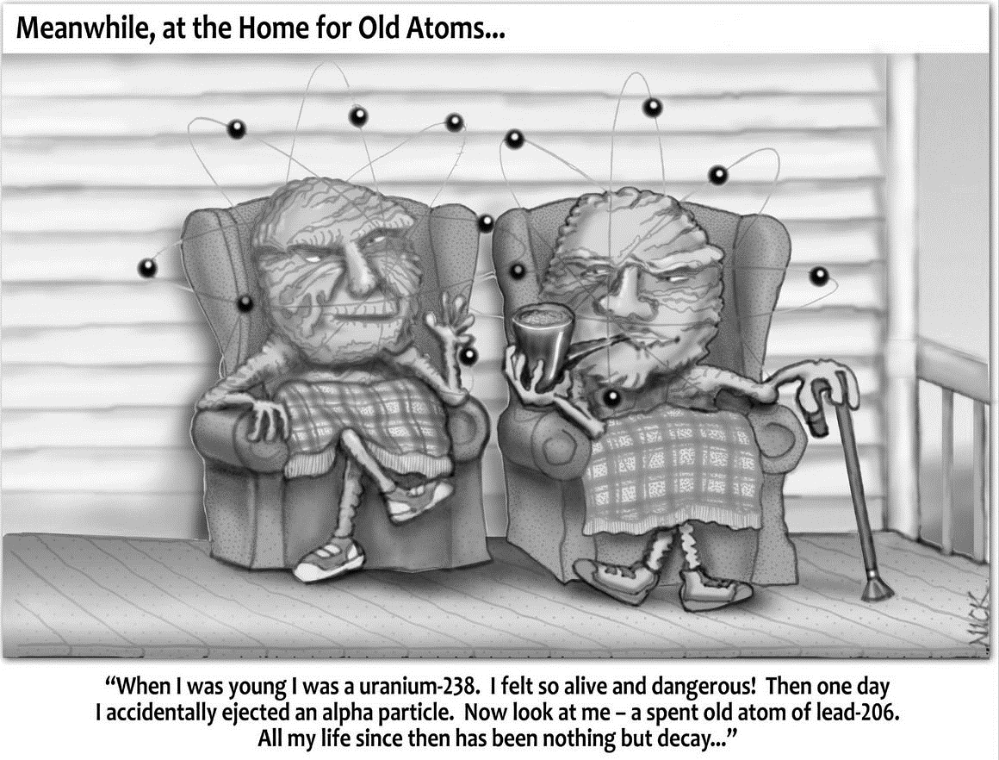 Meanwhile, at the Home for Old Atoms...
NICK
“When I was young I was a uranium-238.  I felt so alive and dangerous!  Then one day
I accidentally ejected an alpha particle.  Now look at me – a spent old atom of lead-206.
All my life since then has been nothing but decay...”